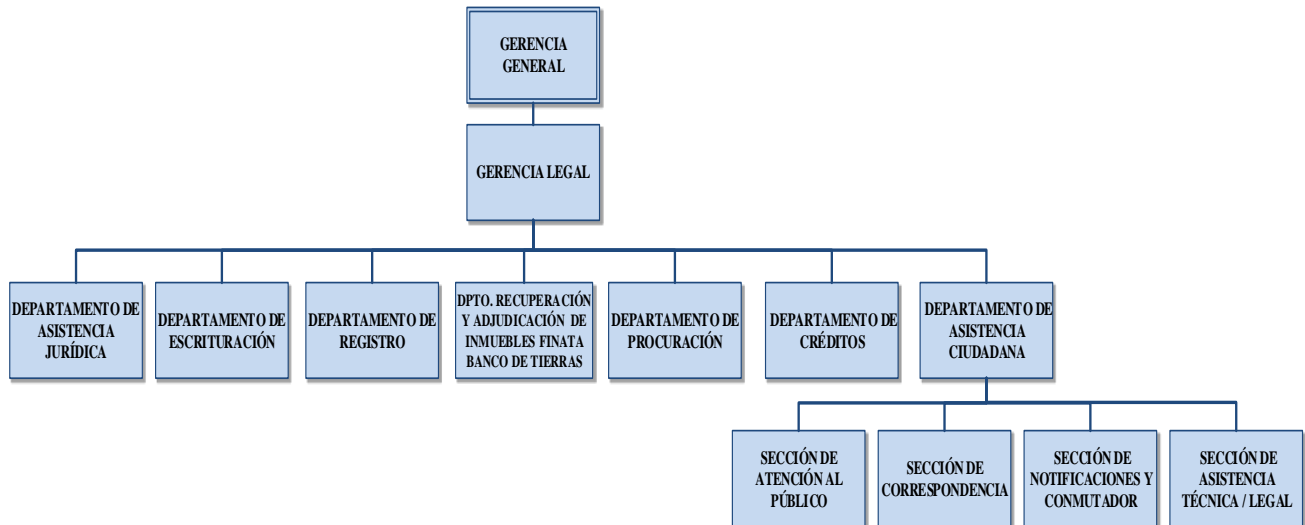 GERENCIA
GENERAL
GERENCIA LEGAL
DEPARTAMENTO DE
ASISTENCIA
JURÍDICA
DEPARTAMENTO DE
ESCRITURACIÓN
DEPARTAMENTO DE
REGISTRO
DPTO. RECUPERACIÓN
Y ADJUDICACIÓN DE
INMUEBLES FINATA
BANCO DE TIERRAS
DEPARTAMENTO DE
PROCURACIÓN
DEPARTAMENTO DE
CRÉDITOS
DEPARTAMENTO DE
ASISTENCIA
CIUDADANA
SECCIÓN DE
ATENCIÓN AL
PÚBLICO
SECCIÓN DE
CORRESPONDENCIA
SECCIÓN DE
NOTIFICACIONES Y
CONMUTADOR
SECCIÓN DE
ASISTENCIA
TÉCNICA / LEGAL